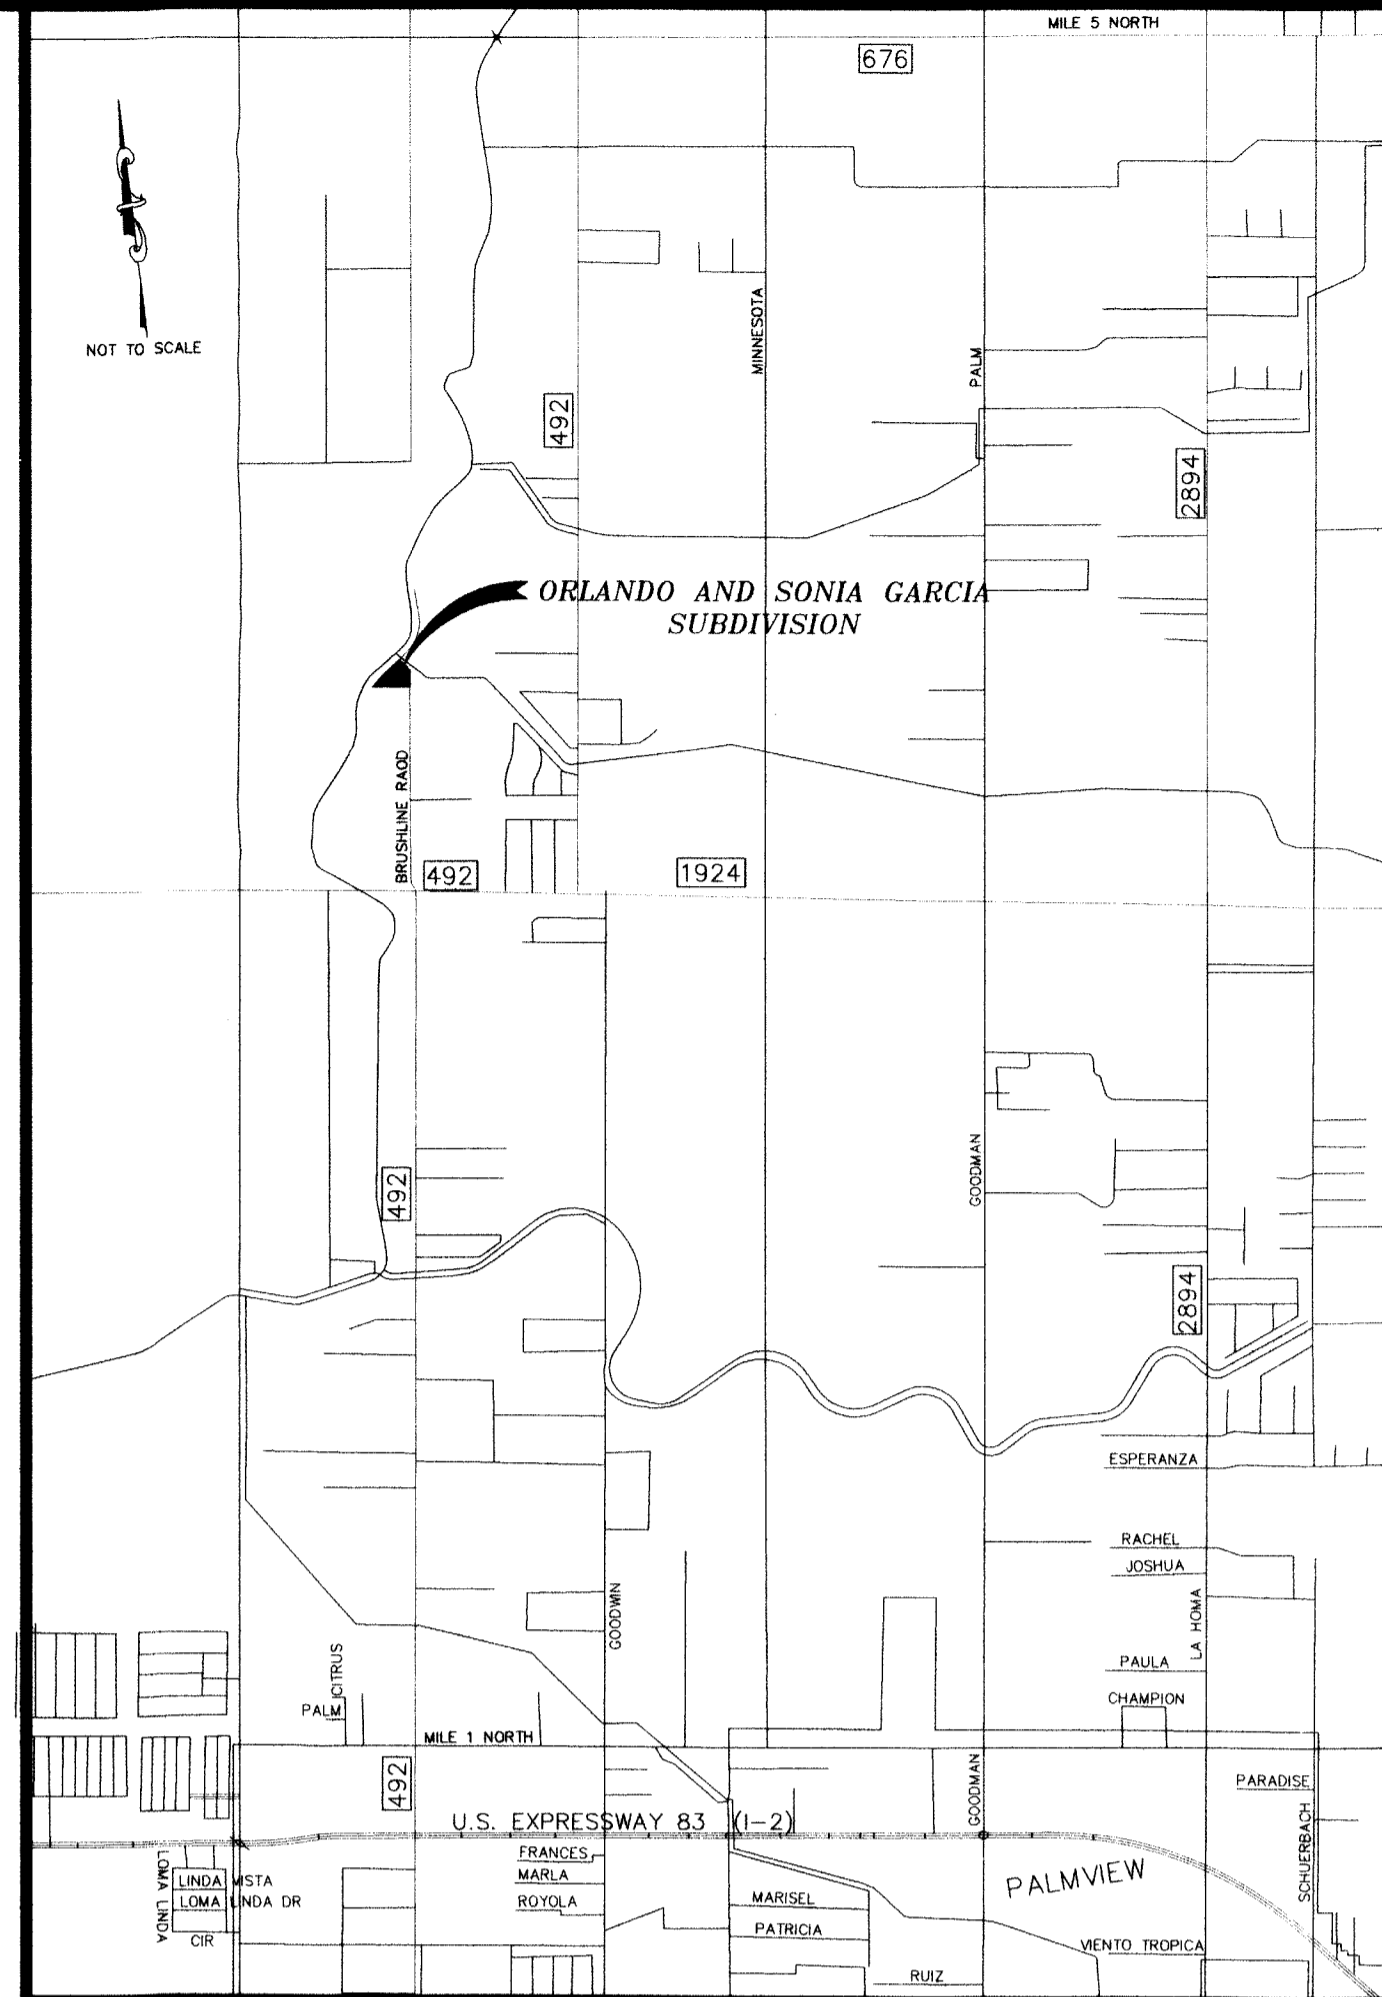 MILE 5 NORTH
676
NOT TO SCALE
MINNESOTA
PALM
492
2894
ORLANDO AND SONIA GARCIA
SUBDIVISION
BRUSHLINE RAOD
492
1924
GOODMAN
492
2894
ESPERANZA
RACHEL
JOSHUA
GOODWIN
LA HOMA
CITRUS
PALM
PAULA
CHAMPION
MILE 1 NORTH
492
GOODMAN
PARADISE
SCHUERBACH
U.S. EXPRESSWAY 83 (I-2)
FRANCES
MARLA
ROYOLA
LOMA LINDA
LINDA VISTA
LOMA LINDA DR
CIR
MARISEL
PATRICIA
PALMVIEW
VIENTO TROPICA
RUIZ